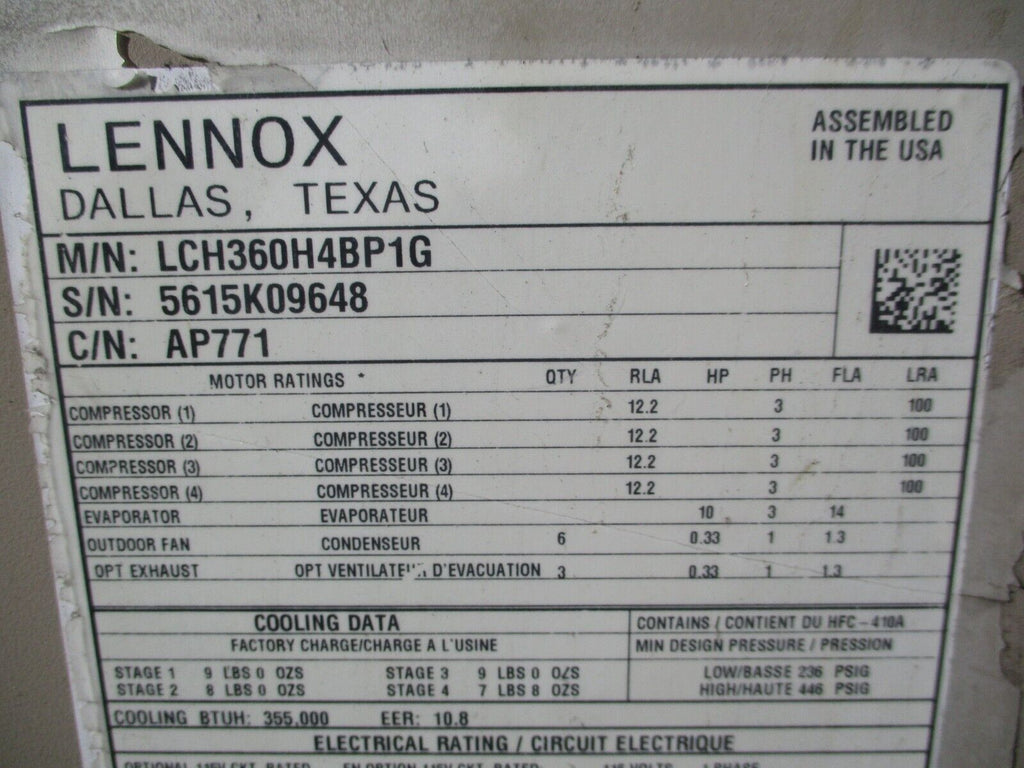 LENNOX
DALLAS, TEXAS
ASSEMBLED
IN THE USA
M/N: LCH360H4BP1G
S/N: 5615K09648
C/N: AP771
MOTOR RATINGS * QTY RLA HP PH FLA LRA
COMPRESSOR (1) COMPRESSEUR (1) 12.2 3 100
COMPRESSOR (2) COMPRESSEUR (2) 12.2 3 100
COMPRESSOR (3) COMPRESSEUR (3) 12.2 3 100
COMPRESSOR (4) COMPRESSEUR (4) 12.2 3 100
EVAPORATOR EVAPORATEUR 10 3 14
OUTDOOR FAN CONDENSEUR 6 0.33 1 1.3
OPT EXHAUST OPT VENTILATEUR D'EVACUATION 3 0.33 1 1.3
COOLING DATA
FACTORY CHARGE/CHARGE A L'USINE
CONTAINS / CONTIENT DU HFC-410A
MIN DESIGN PRESSURE / PRESSION
STAGE 1 9 LBS 0 OZS STAGE 3 9 LBS 0 OZS
STAGE 2 8 LBS 0 OZS STAGE 4 7 LBS 8 OZS
LOW/BASSE 236 PSIG
HIGH/HAUTE 446 PSIG
COOLING BTUH: 355,000 EER: 10.8
ELECTRICAL RATING / CIRCUIT ELECTRIQUE